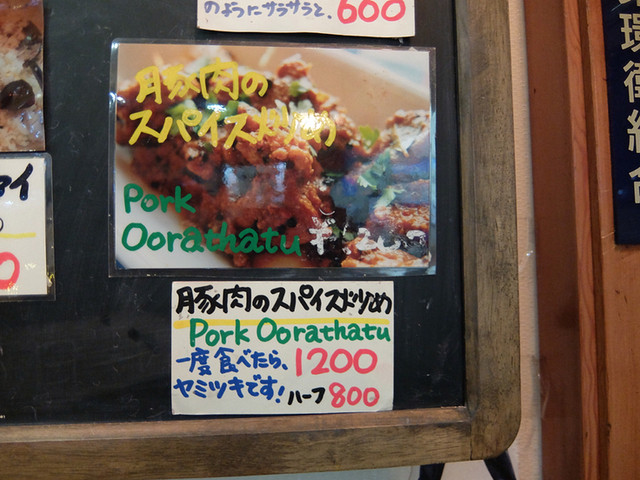 のようにサラサラと、600
豚肉の
スパイス炒め
Pork
Oorathatu
豚肉のスパイス炒め
Pork Oorathatu
一度食べたら、1200
ヤミツキです! ハーフ 800